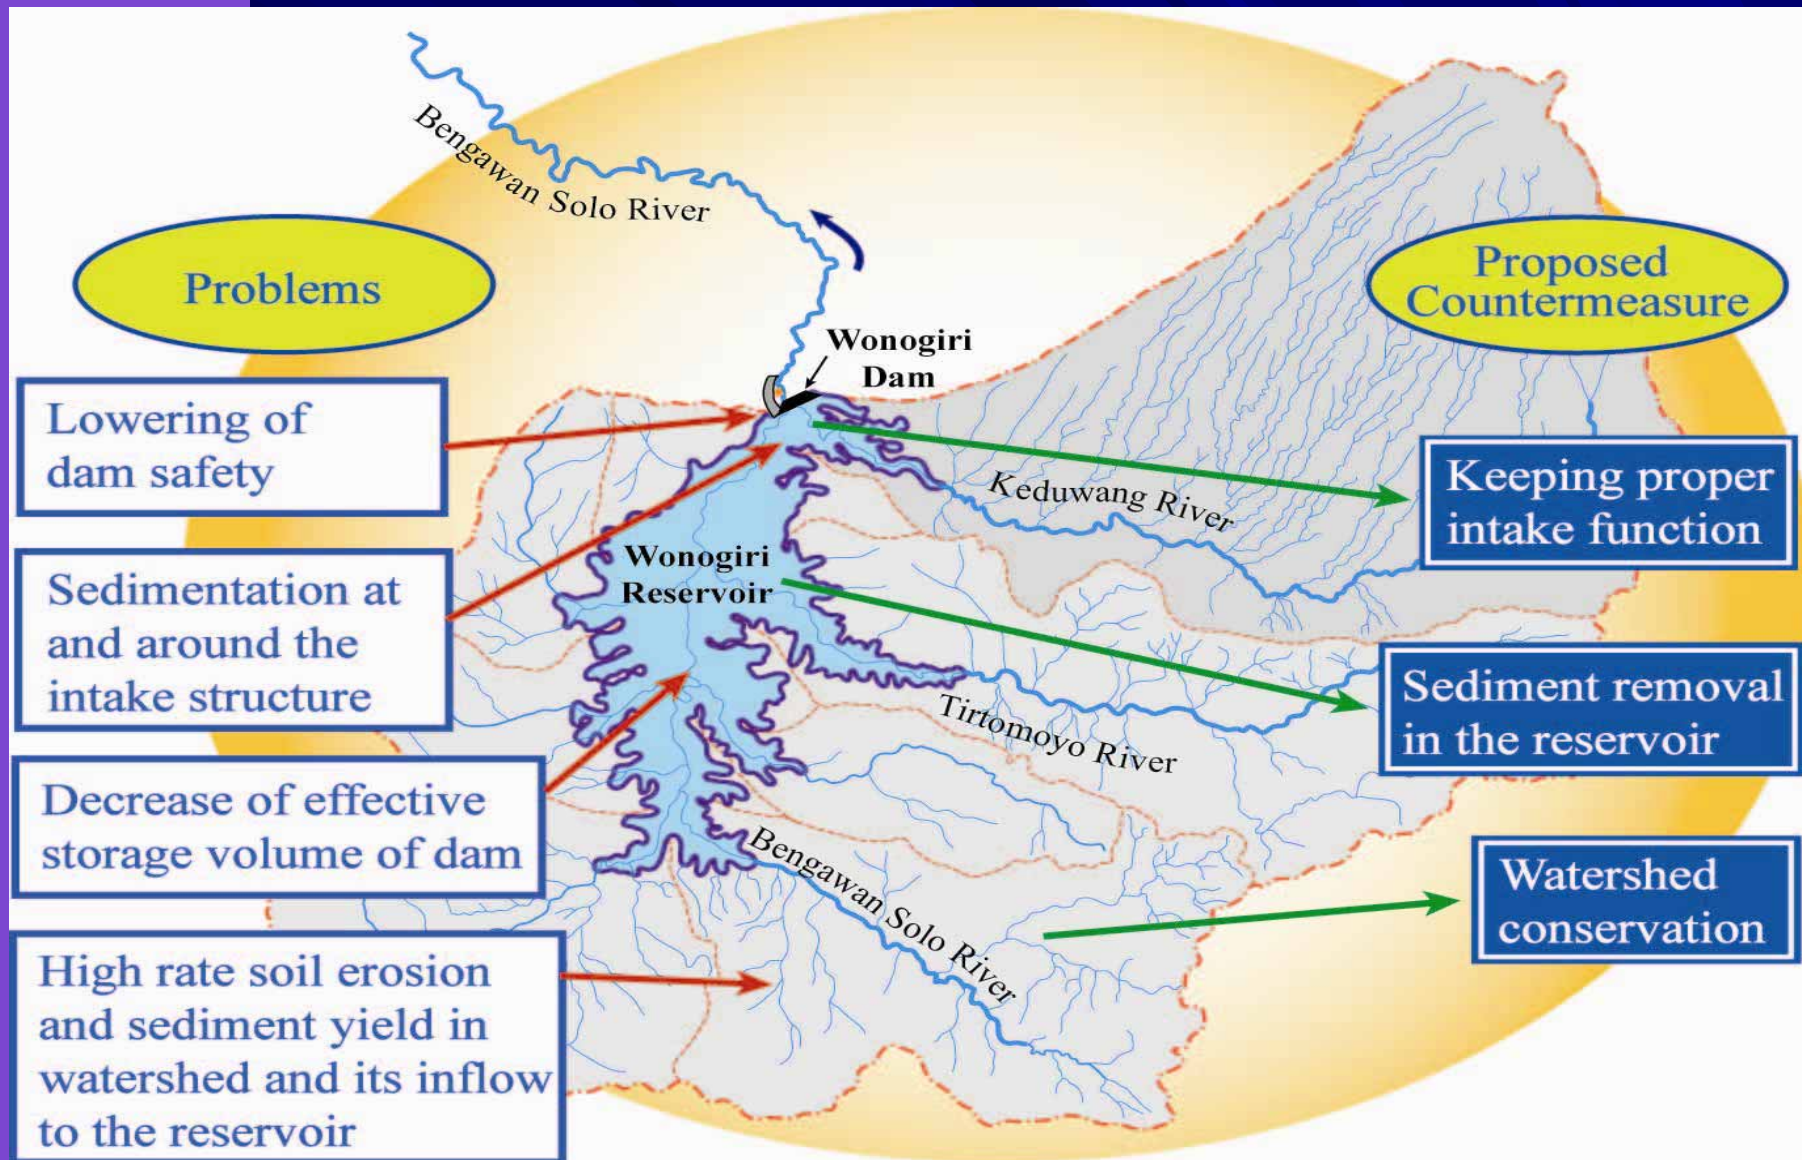 Bengawan Solo River
Problems
Proposed
Countermeasure
Wonogiri
Dam
Lowering of
dam safety
Keduwang River
Keeping proper
intake function
Wonogiri
Reservoir
Sedimentation at
and around the
intake structure
Tirtomoyo River
Sediment removal
in the reservoir
Decrease of effective
storage volume of dam
Bengawan Solo River
Watershed
conservation
High rate soil erosion
and sediment yield in
watershed and its inflow
to the reservoir